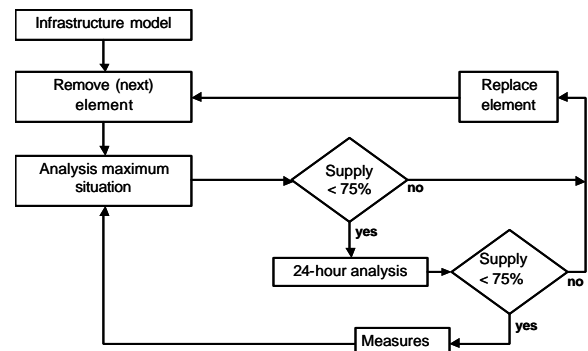 Infrastructure model
Remove (next)
element
Replace
element
Analysis maximum
situation
Supply
< 75%
no
yes
24-hour analysis
Supply
< 75%
no
yes
Measures